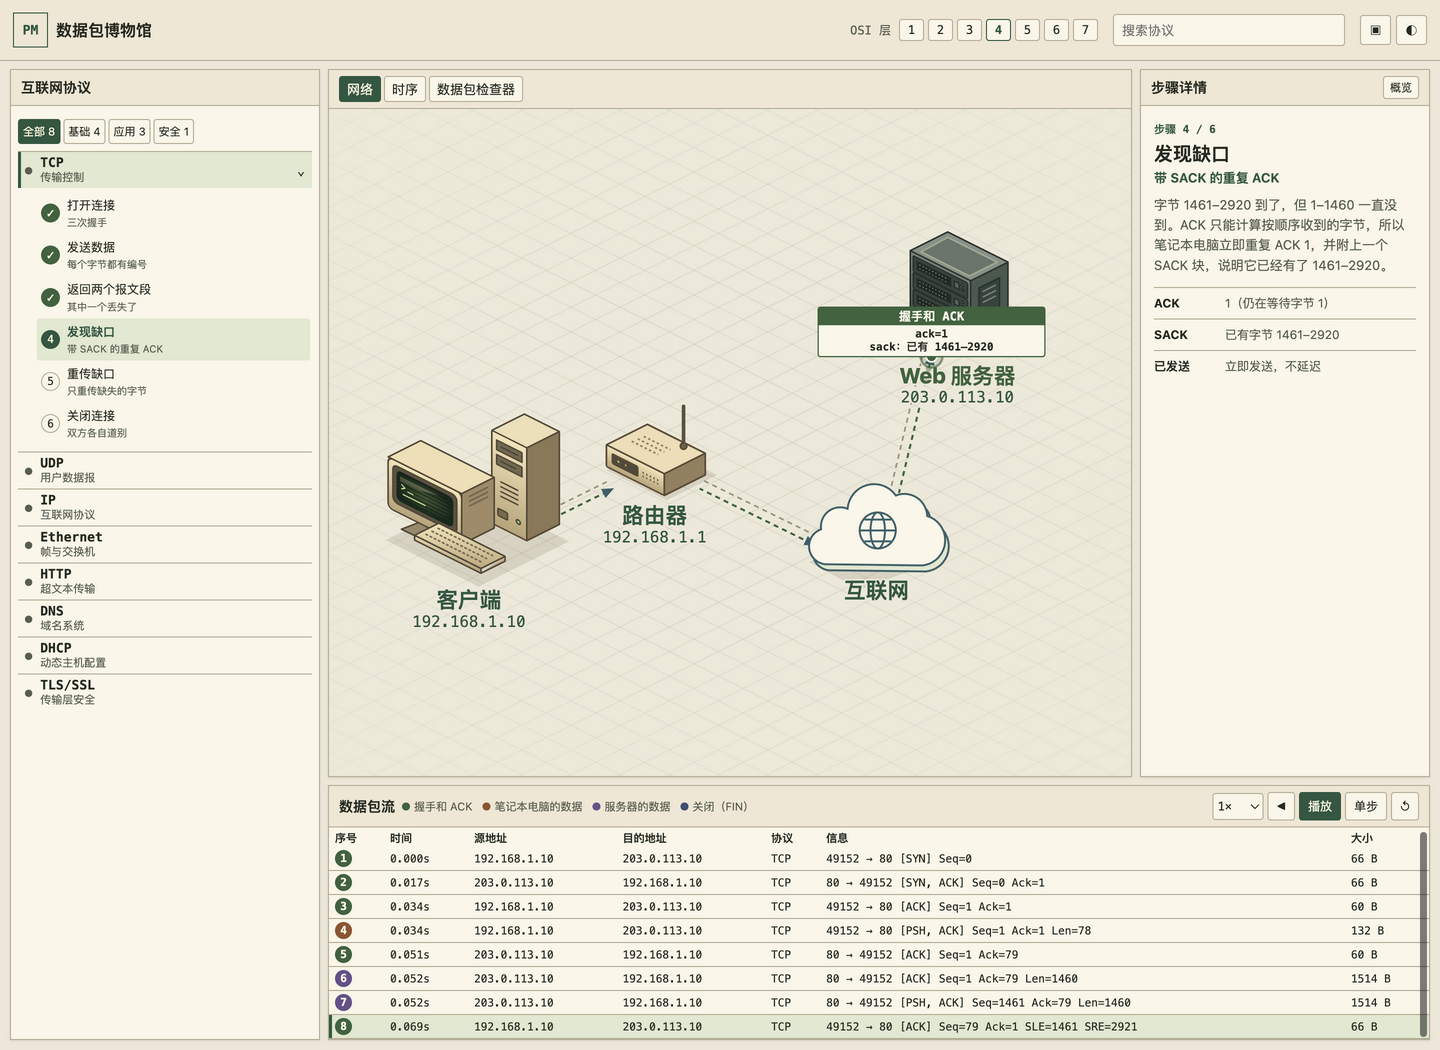 PM
数据包博物馆
OSI 层 1 2 3 4 5 6 7
搜索协议
互联网协议
全部 8 基础 4 应用 3 安全 1
TCP
传输控制
✓ 打开连接
三次握手
✓ 发送数据
每个字节都有编号
✓ 返回两个报文段
其中一个丢失了
4 发现缺口
带 SACK 的重复 ACK
5 重传缺口
只重传缺失的字节
6 关闭连接
双方各自道别
UDP
用户数据报
IP
互联网协议
Ethernet
帧与交换机
HTTP
超文本传输
DNS
域名系统
DHCP
动态主机配置
TLS/SSL
传输层安全
网络 时序 数据包检查器
握手和 ACK
ack=1
sack: 已有 1461–2920
Web 服务器
203.0.113.10
路由器
192.168.1.1
互联网
客户端
192.168.1.10
步骤详情 概览
步骤 4 / 6
发现缺口
带 SACK 的重复 ACK
字节 1461–2920 到了，但 1–1460 一直没
到。ACK 只能计算按顺序收到的字节，所以
笔记本电脑立即重复 ACK 1，并附上一个
SACK 块，说明它已经有了 1461–2920。
ACK 1（仍在等待字节 1）
SACK 已有字节 1461–2920
已发送 立即发送，不延迟
数据包流 握手和 ACK 笔记本电脑的数据 服务器的数据 关闭（FIN）
1× ◀ 播放 单步
序号 时间 源地址 目的地址 协议 信息 大小
1 0.000s 192.168.1.10 203.0.113.10 TCP 49152 → 80 [SYN] Seq=0 66 B
2 0.017s 203.0.113.10 192.168.1.10 TCP 80 → 49152 [SYN, ACK] Seq=0 Ack=1 66 B
3 0.034s 192.168.1.10 203.0.113.10 TCP 49152 → 80 [ACK] Seq=1 Ack=1 60 B
4 0.034s 192.168.1.10 203.0.113.10 TCP 49152 → 80 [PSH, ACK] Seq=1 Ack=1 Len=78 132 B
5 0.051s 203.0.113.10 192.168.1.10 TCP 80 → 49152 [ACK] Seq=1 Ack=79 60 B
6 0.052s 203.0.113.10 192.168.1.10 TCP 80 → 49152 [ACK] Seq=1 Ack=79 Len=1460 1514 B
7 0.052s 203.0.113.10 192.168.1.10 TCP 80 → 49152 [PSH, ACK] Seq=1461 Ack=79 Len=1460 1514 B
8 0.069s 192.168.1.10 203.0.113.10 TCP 49152 → 80 [ACK] Seq=79 Ack=1 SLE=1461 SRE=2921 66 B